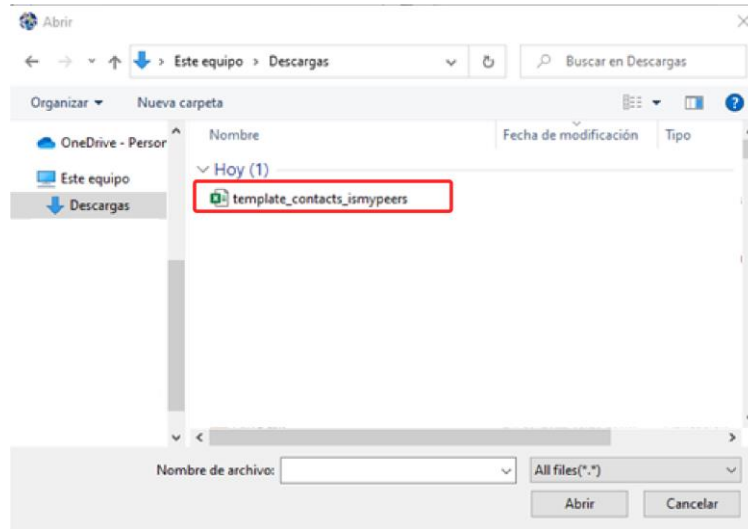 Abrir
Este equipo > Descargas
Buscar en Descargas
Organizar
Nueva carpeta
Nombre
Fecha de modificación
Tipo
OneDrive - Person
Hoy (1)
Este equipo
template_contacts_ismypeers
Descargas
Nombre de archivo:
All files(*.*)
Abrir
Cancelar